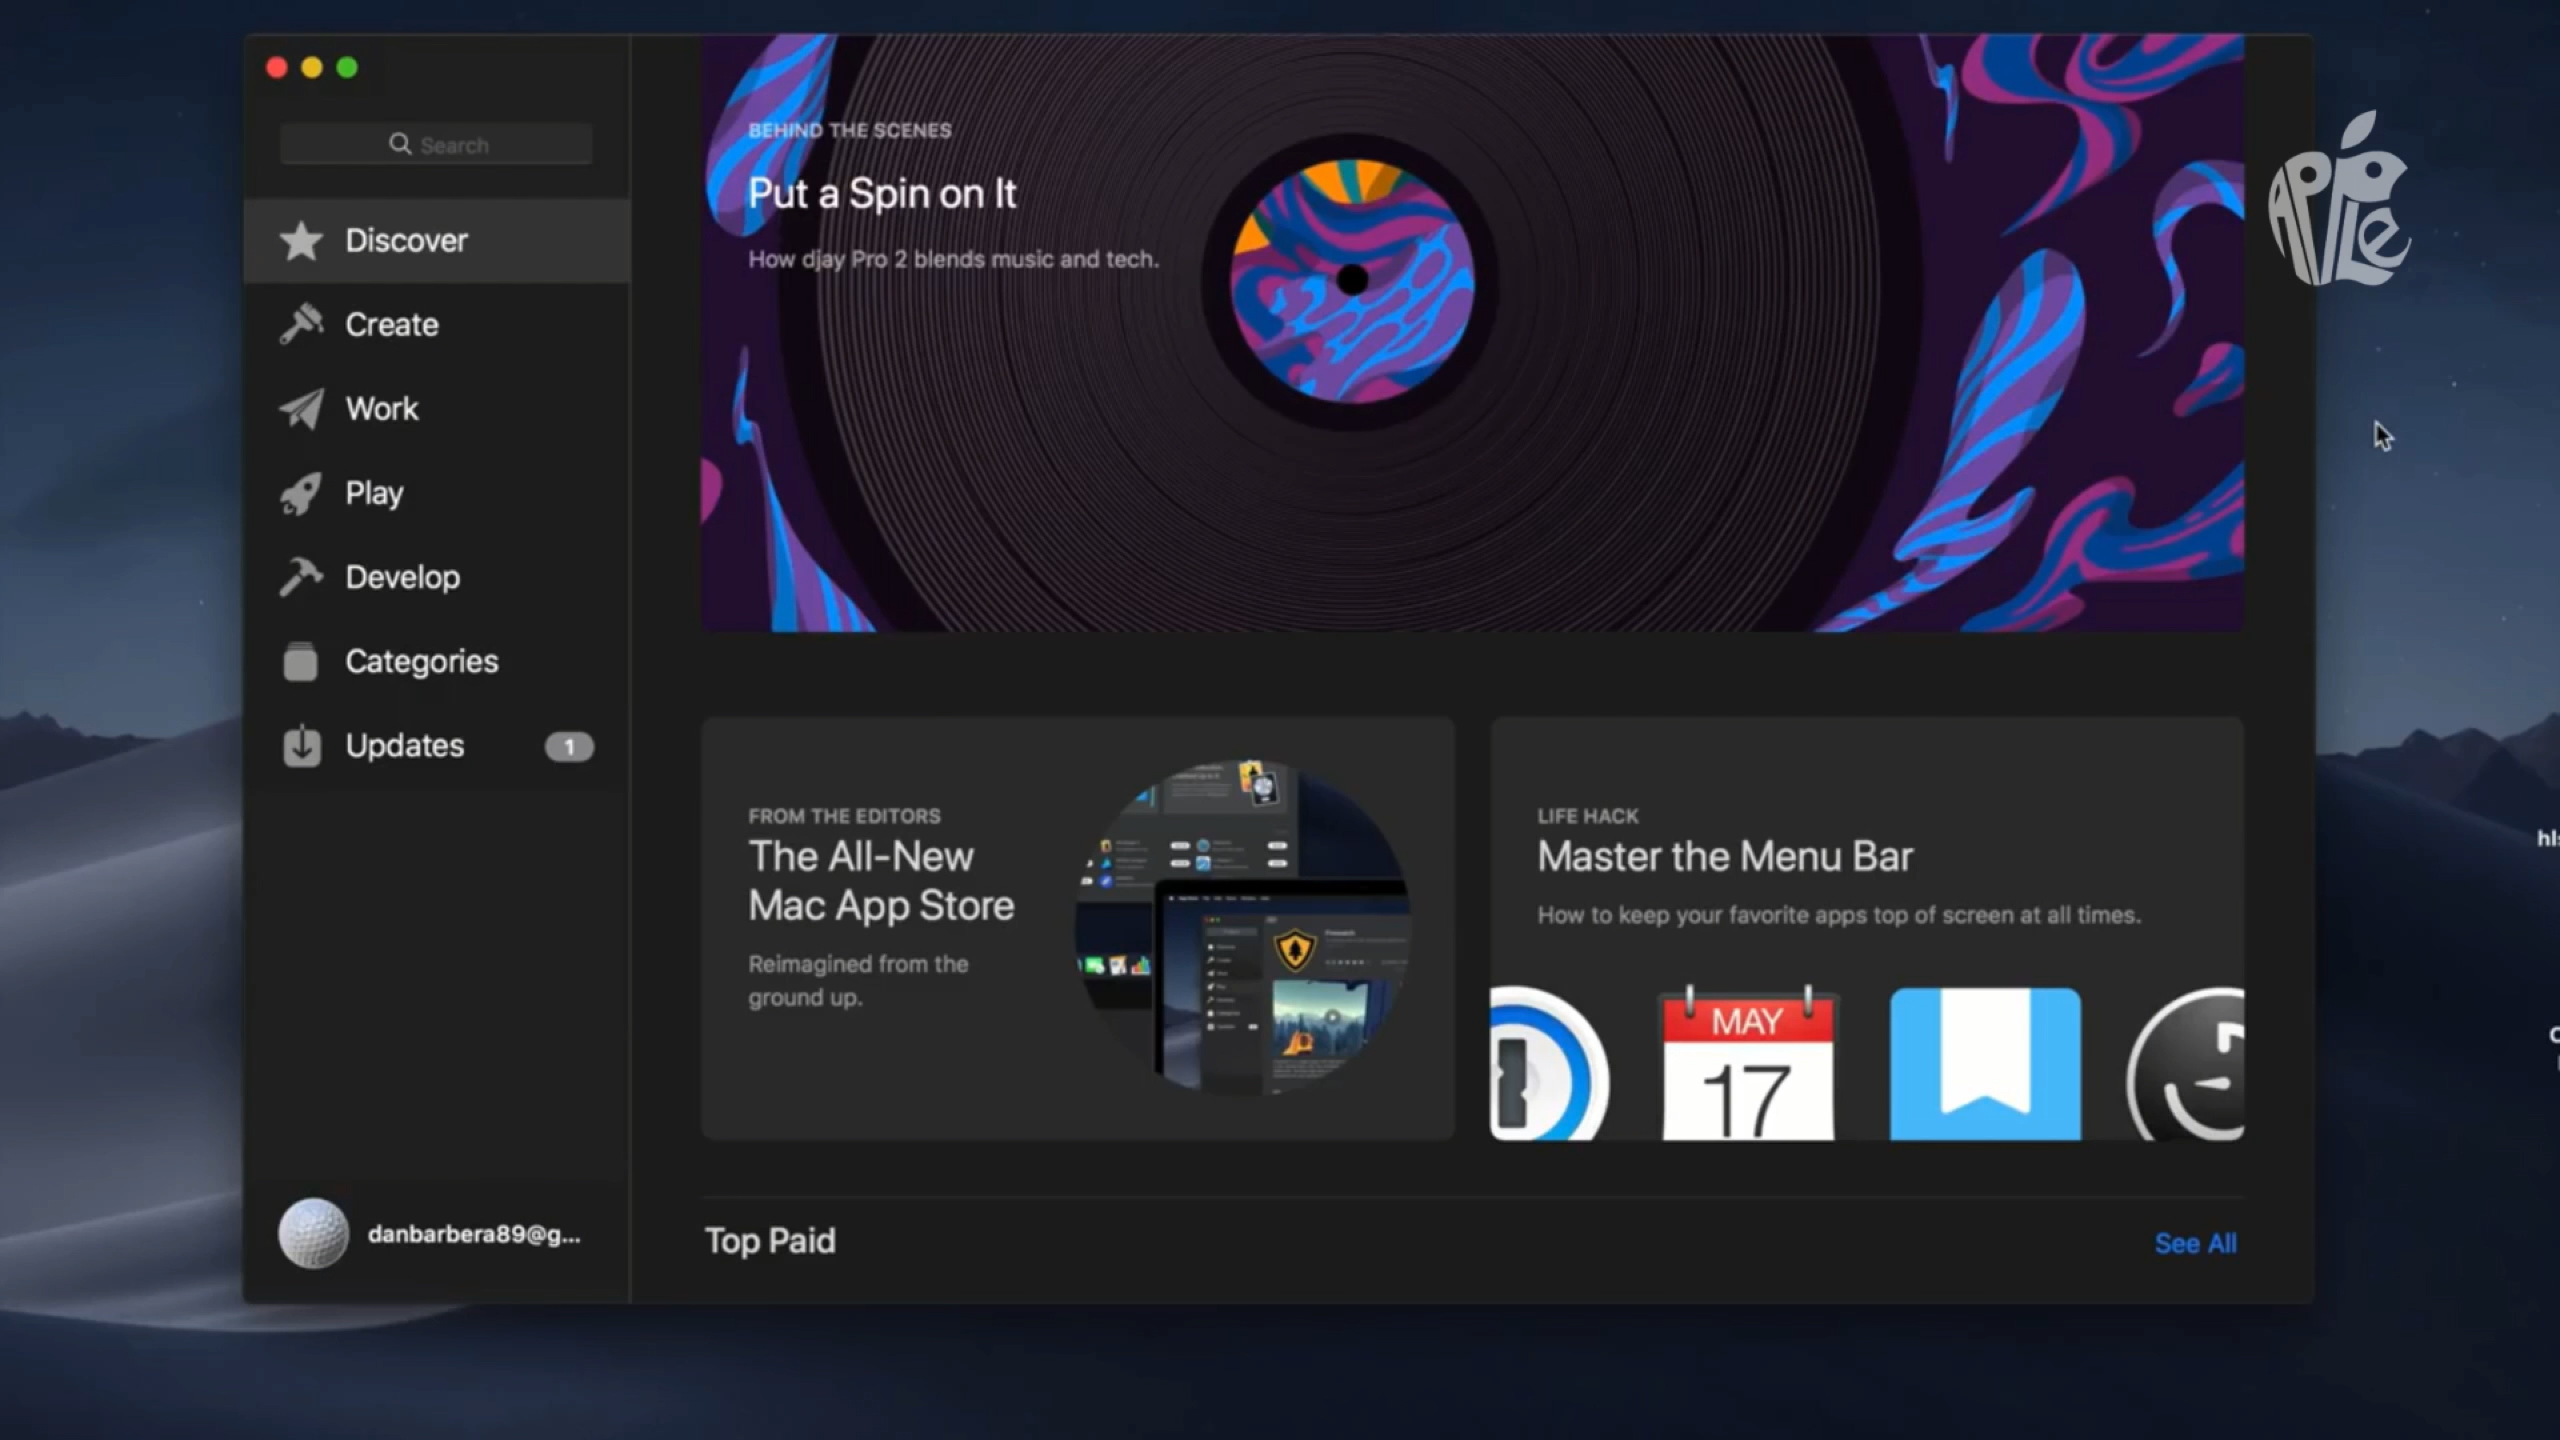 Search
Discover
Create
Work
Play
Develop
Categories
Updates
1
danbarbera89@g...
BEHIND THE SCENES
Put a Spin on It
How djay Pro 2 blends music and tech.
APPLE
FROM THE EDITORS
The All-New
Mac App Store
Reimagined from the
ground up.
LIFE HACK
Master the Menu Bar
How to keep your favorite apps top of screen at all times.
MAY
17
Top Paid
See All